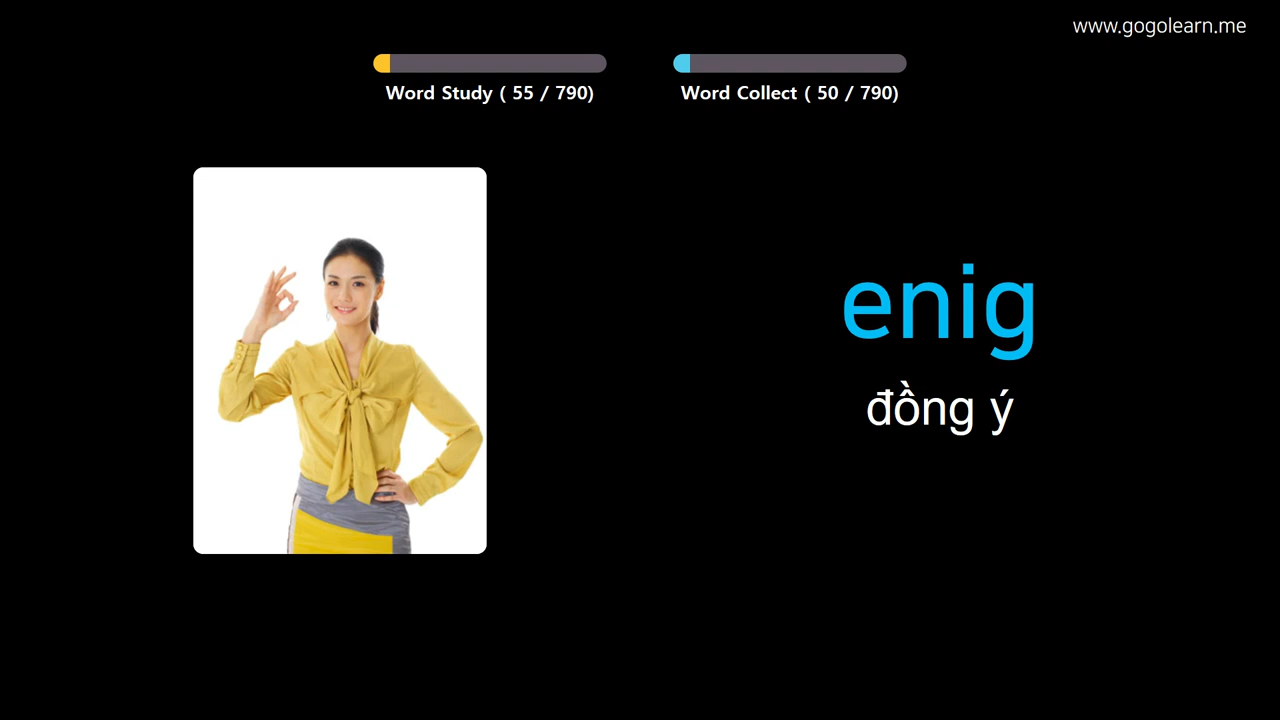 www.gogolearn.me
Word Study ( 55 / 790)
Word Collect ( 50 / 790)
enig
đồng ý